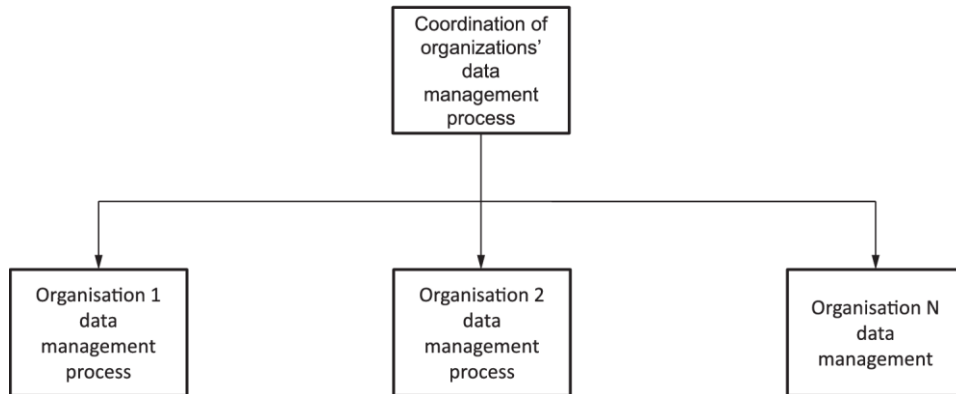 Coordination of
organizations'
data
management
process
Organisation 1
data
management
process
Organisation 2
data
management
process
Organisation N
data
management